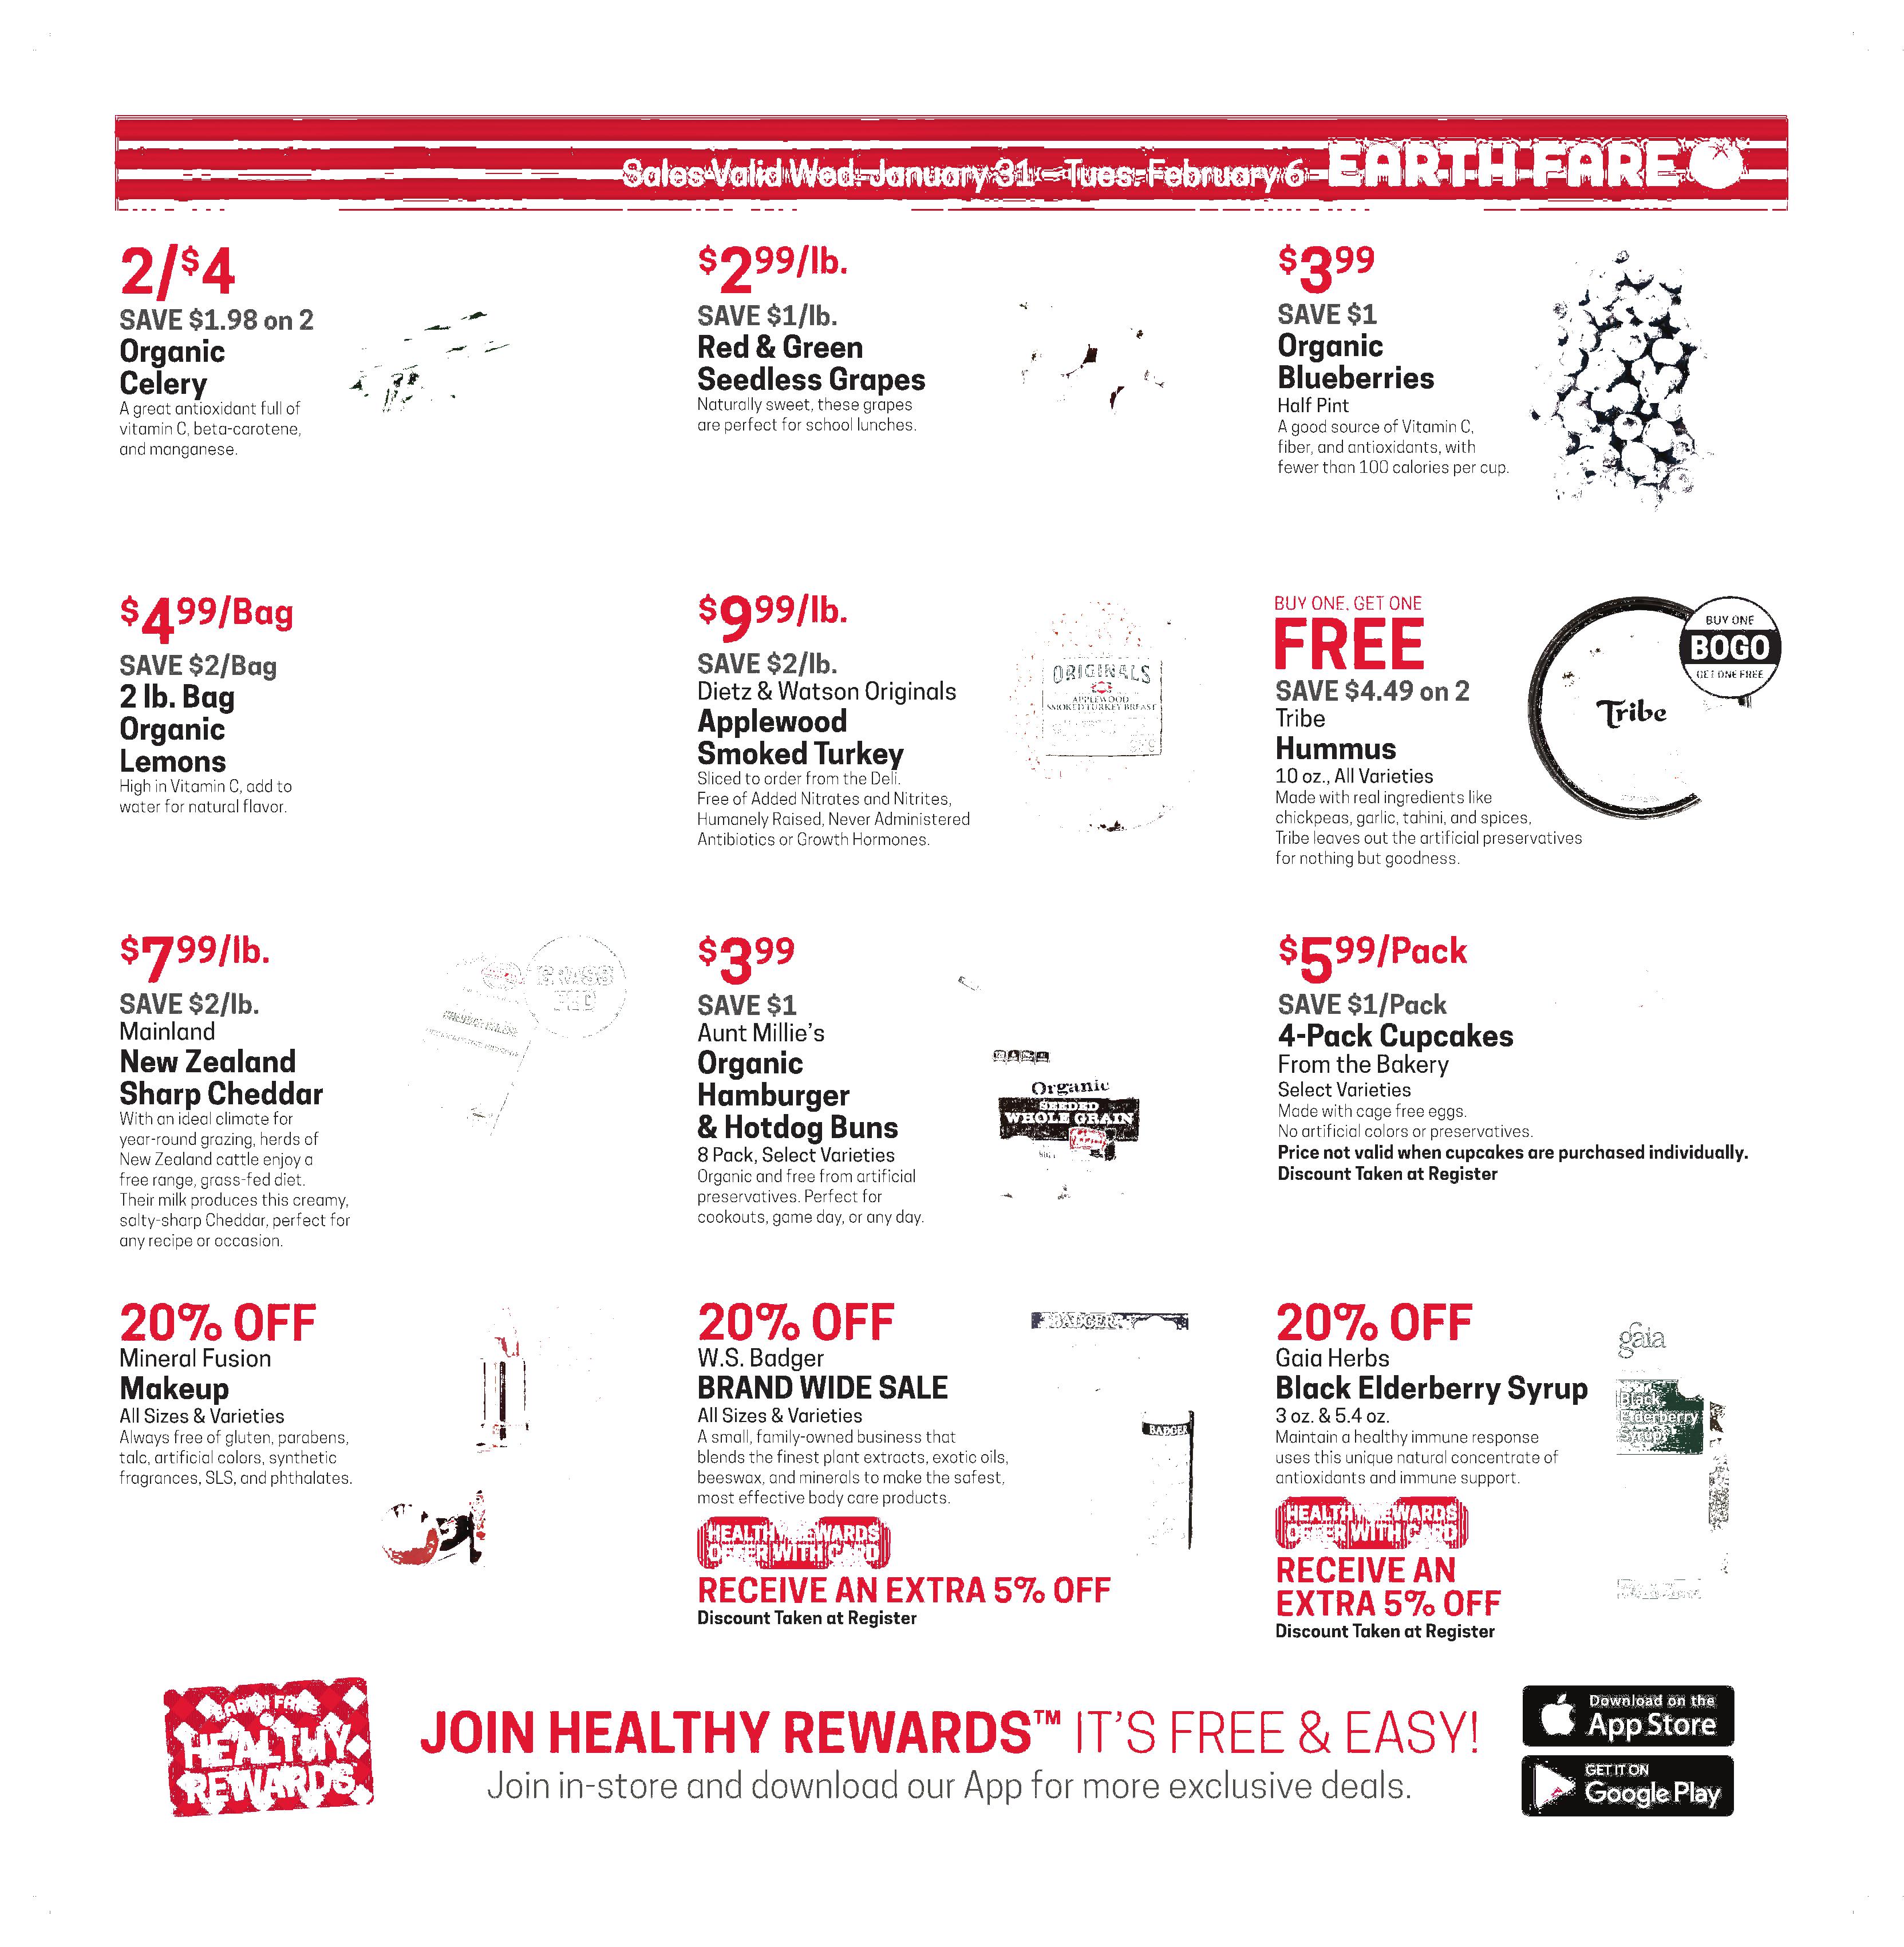 Sales Valid Wed. January 31 – Tues. February 6 EARTH FARE
2/$4
SAVE $1.98 on 2
Organic
Celery
A great antioxidant full of
vitamin C, beta-carotene,
and manganese.
$2.99/lb.
SAVE $1/lb.
Red & Green
Seedless Grapes
Naturally sweet, these grapes
are perfect for school lunches.
$3.99
SAVE $1
Organic
Blueberries
Half Pint
A good source of Vitamin C,
fiber, and antioxidants, with
fewer than 100 calories per cup.
$4.99/Bag
SAVE $2/Bag
2 lb. Bag
Organic
Lemons
High in Vitamin C, add to
water for natural flavor.
$9.99/lb.
SAVE $2/lb.
Dietz & Watson Originals
Applewood
Smoked Turkey
Sliced to order from the Deli.
Free of Added Nitrates and Nitrites,
Humanely Raised, Never Administered
Antibiotics or Growth Hormones.
ORIGINALS
APPLEWOOD
SMOKED TURKEY BREAST
BUY ONE, GET ONE
FREE
SAVE $4.49 on 2
Tribe
Hummus
10 oz., All Varieties
Made with real ingredients like
chickpeas, garlic, tahini, and spices,
Tribe leaves out the artificial preservatives
for nothing but goodness.
Tribe
BUY ONE
BOGO
GET ONE FREE
$7.99/lb.
SAVE $2/lb.
Mainland
New Zealand
Sharp Cheddar
With an ideal climate for
year-round grazing, herds of
New Zealand cattle enjoy a
free range, grass-fed diet.
Their milk produces this creamy,
salty-sharp Cheddar, perfect for
any recipe or occasion.
GRASS
FED
$3.99
SAVE $1
Aunt Millie's
Organic
Hamburger
& Hotdog Buns
8 Pack, Select Varieties
Organic and free from artificial
preservatives. Perfect for
cookouts, game day, or any day.
Organic
SEEDED
WHOLE GRAIN
$5.99/Pack
SAVE $1/Pack
4-Pack Cupcakes
From the Bakery
Select Varieties
Made with cage free eggs.
No artificial colors or preservatives.
Price not valid when cupcakes are purchased individually.
Discount Taken at Register
20% OFF
Mineral Fusion
Makeup
All Sizes & Varieties
Always free of gluten, parabens,
talc, artificial colors, synthetic
fragrances, SLS, and phthalates.
20% OFF
W.S. Badger
BRAND WIDE SALE
All Sizes & Varieties
A small, family-owned business that
blends the finest plant extracts, exotic oils,
beeswax, and minerals to make the safest,
most effective body care products.
HEALTHY REWARDS
OFFER WITH CARD
RECEIVE AN EXTRA 5% OFF
Discount Taken at Register
BADGER
BADGER
20% OFF
Gaia Herbs
Black Elderberry Syrup
3 oz. & 5.4 oz.
Maintain a healthy immune response
uses this unique natural concentrate of
antioxidants and immune support.
HEALTHY REWARDS
OFFER WITH CARD
RECEIVE AN
EXTRA 5% OFF
Discount Taken at Register
gaia
Black
Elderberry
Syrup
EARTH FARE
HEALTHY
REWARDS
JOIN HEALTHY REWARDS™ IT'S FREE & EASY!
Join in-store and download our App for more exclusive deals.
Download on the
App Store
GET IT ON
Google Play